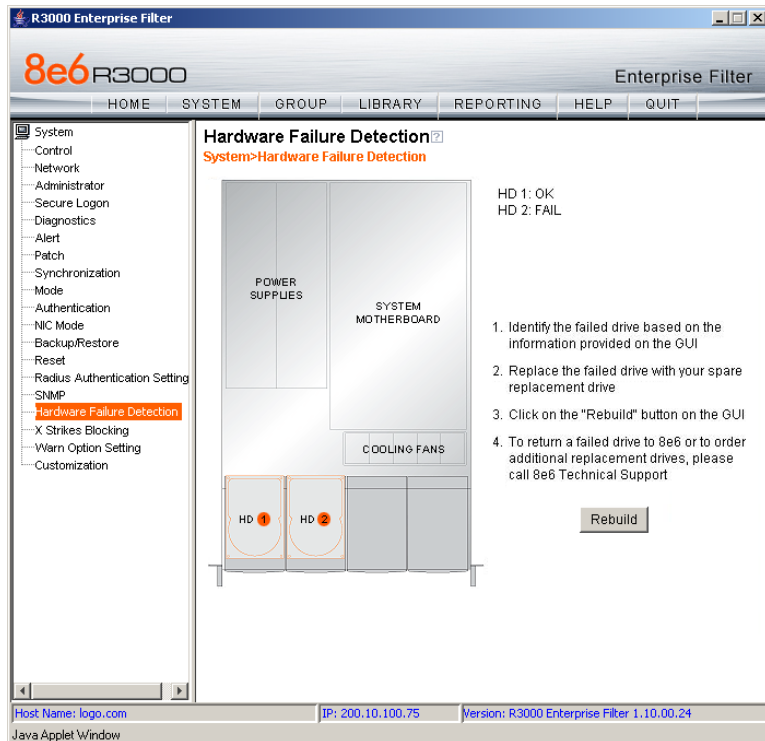 R3000 Enterprise Filter
8e6 R3000
Enterprise Filter
HOME SYSTEM GROUP LIBRARY REPORTING HELP QUIT
System
Control
Network
Administrator
Secure Logon
Diagnostics
Alert
Patch
Synchronization
Mode
Authentication
NIC Mode
Backup/Restore
Reset
Radius Authentication Setting
SNMP
Hardware Failure Detection
X Strikes Blocking
Warn Option Setting
Customization
Hardware Failure Detection ?
System>Hardware Failure Detection
POWER
SUPPLIES
SYSTEM
MOTHERBOARD
COOLING FANS
HD 1
HD 2
HD 1: OK
HD 2: FAIL
1. Identify the failed drive based on the
information provided on the GUI
2. Replace the failed drive with your spare
replacement drive
3. Click on the "Rebuild" button on the GUI
4. To return a failed drive to 8e6 or to order
additional replacement drives, please
call 8e6 Technical Support
Rebuild
Host Name: logo.com
IP: 200.10.100.75
Version: R3000 Enterprise Filter 1.10.00.24
Java Applet Window